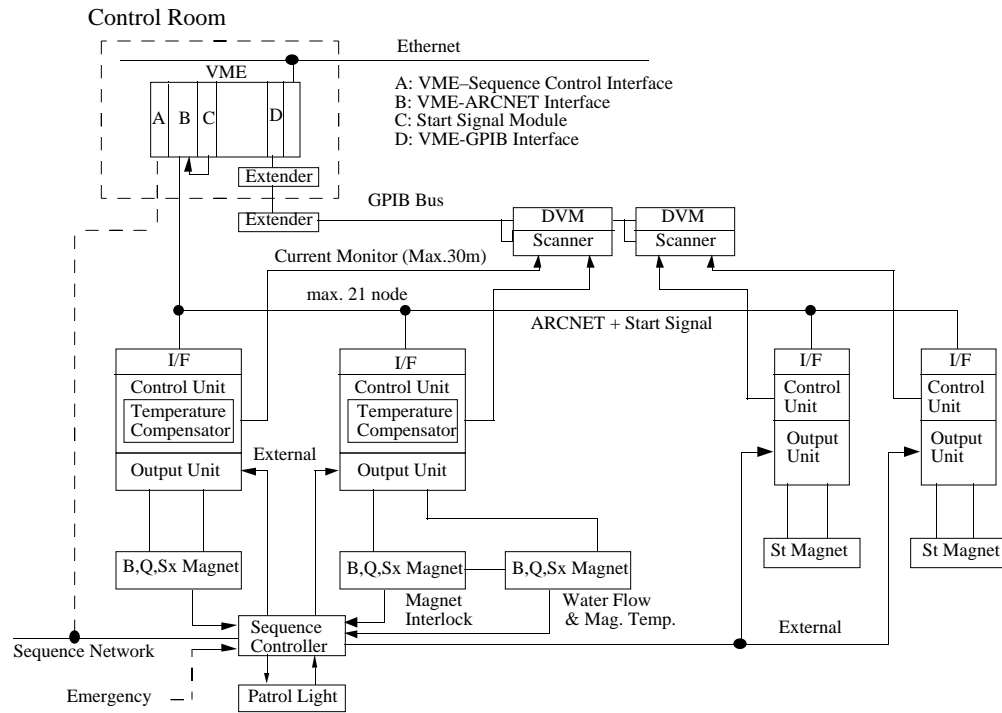 Control Room
Ethernet
VME
A: VME–Sequence Control Interface
B: VME-ARCNET Interface
C: Start Signal Module
D: VME-GPIB Interface
A
B
C
D
Extender
Extender
GPIB Bus
DVM
Scanner
DVM
Scanner
Current Monitor (Max.30m)
max. 21 node
ARCNET + Start Signal
I/F
Control Unit
Temperature
Compensator
Output Unit
I/F
Control Unit
Temperature
Compensator
Output Unit
I/F
Control
Unit
Output
Unit
I/F
Control
Unit
Output
Unit
External
B,Q,Sx Magnet
B,Q,Sx Magnet
B,Q,Sx Magnet
St Magnet
St Magnet
Magnet
Interlock
Water Flow
& Mag. Temp.
External
Sequence
Controller
Sequence Network
Emergency
Patrol Light